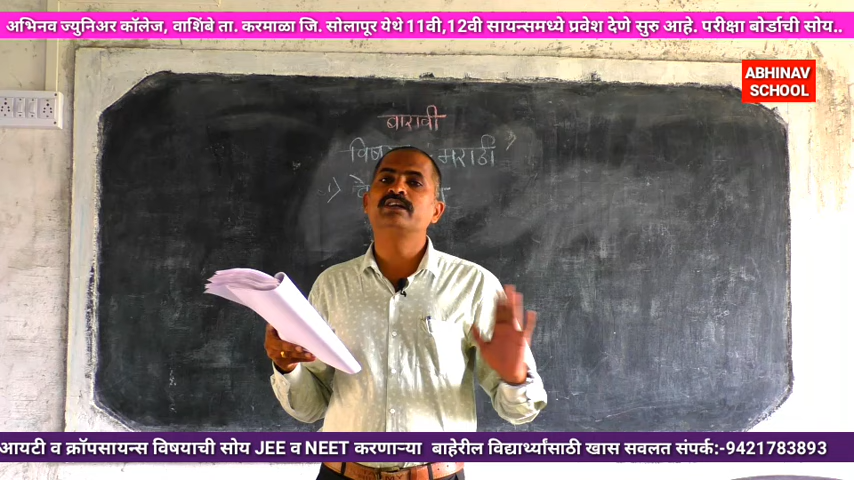 अभिनव ज्युनिअर कॉलेज, वाशिंबे ता. करमाळा जि. सोलापूर येथे 11वी,12वी सायन्समध्ये प्रवेश देणे सुरु आहे. परीक्षा बोर्डाची सोय..
ABHINAV
SCHOOL
बारावी
मराठी
1)
आयटी व क्रॉपसायन्स विषयाची सोय JEE व NEET करणाऱ्या बाहेरील विद्यार्थ्यांसाठी खास सवलत संपर्क:-9421783893